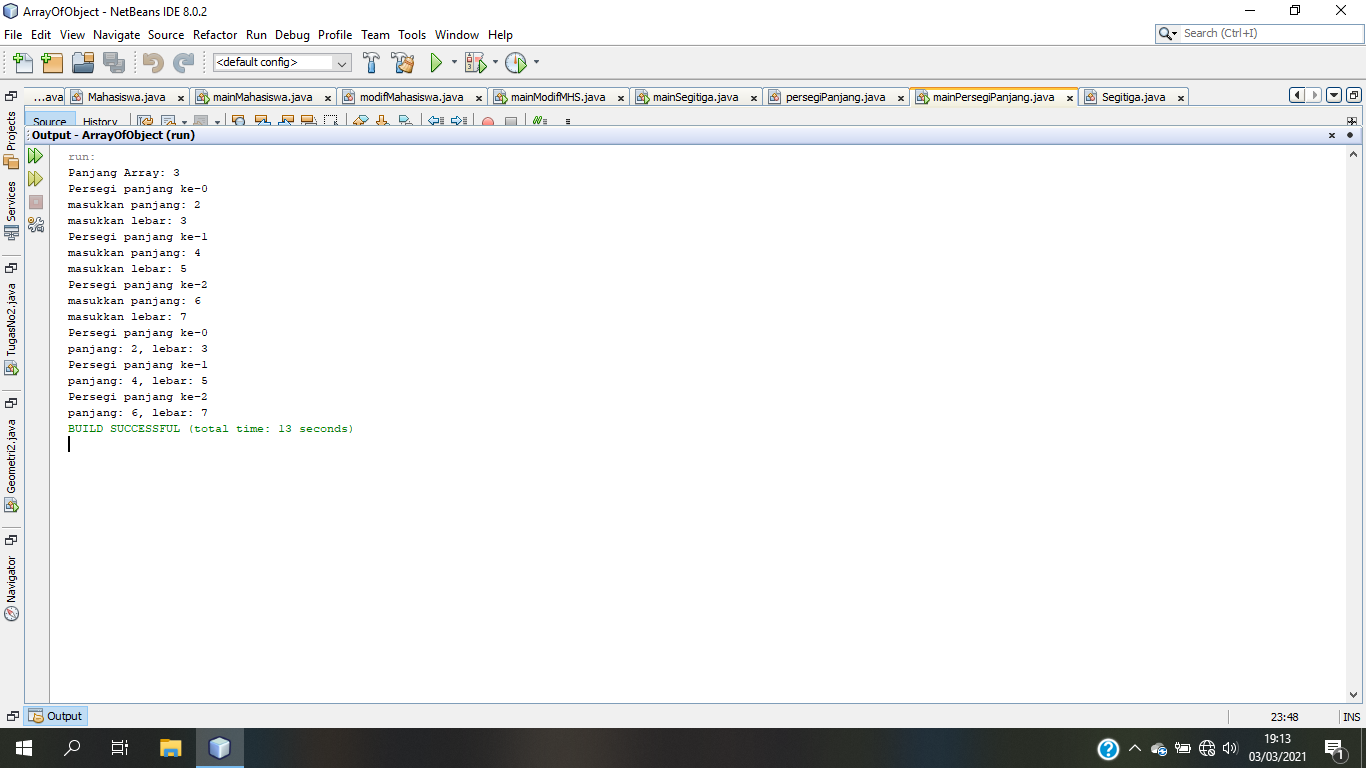 ArrayOfObject - NetBeans IDE 8.0.2
File Edit View Navigate Source Refactor Run Debug Profile Team Tools Window Help
Search (Ctrl+I)
<default config>
...ava Mahasiswa.java mainMahasiswa.java modifMahasiswa.java mainModifMHS.java mainSegitiga.java persegiPanjang.java mainPersegiPanjang.java Segitiga.java
Source History
Output - ArrayOfObject (run)
Projects
Services
TugasNo2.java
Geometri2.java
Navigator
run:
Panjang Array: 3
Persegi panjang ke-0
masukkan panjang: 2
masukkan lebar: 3
Persegi panjang ke-1
masukkan panjang: 4
masukkan lebar: 5
Persegi panjang ke-2
masukkan panjang: 6
masukkan lebar: 7
Persegi panjang ke-0
panjang: 2, lebar: 3
Persegi panjang ke-1
panjang: 4, lebar: 5
Persegi panjang ke-2
panjang: 6, lebar: 7
BUILD SUCCESSFUL (total time: 13 seconds)
Output
23:48 INS
19:13
03/03/2021
1